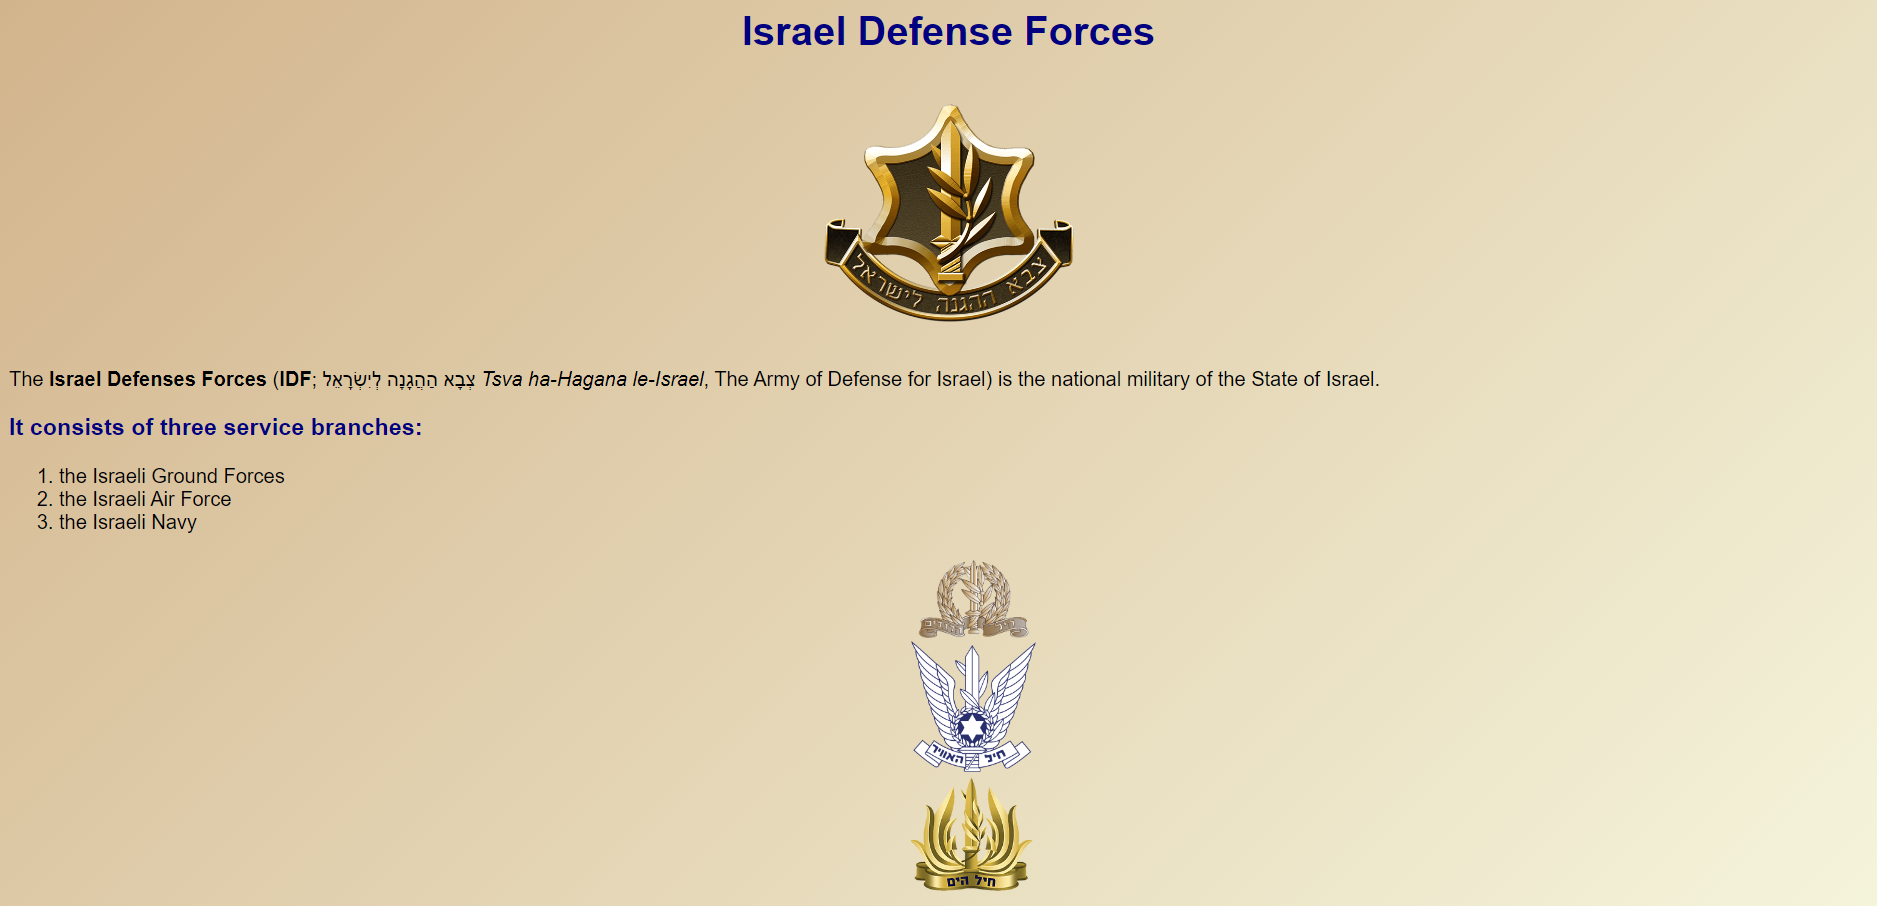 Israel Defense Forces
צבא ההגנה לישראל
The Israel Defenses Forces (IDF; צְבָא הַהֲגָנָה לְיִשְׂרָאֵל Tsva ha-Hagana le-Israel, The Army of Defense for Israel) is the national military of the State of Israel.
It consists of three service branches:
1. the Israeli Ground Forces
2. the Israeli Air Force
3. the Israeli Navy
חיל
חיל האוויר
חיל הים